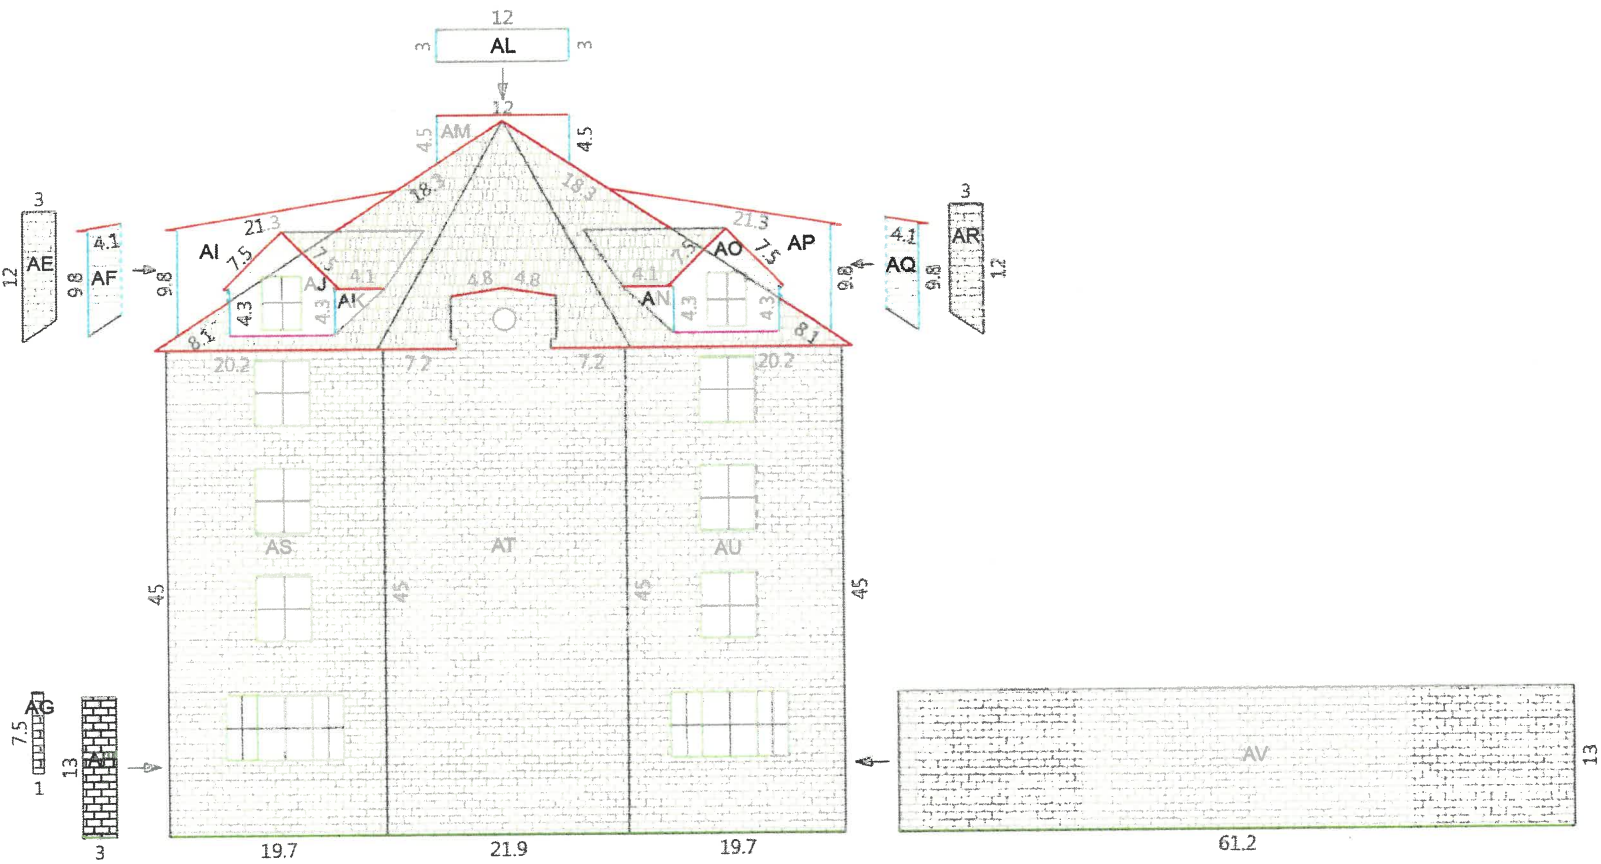 12
3 AL 3
12
4.5 AM 4.5
18.3 18.3
3 3
21.3 21.3
4.1 AI 7.5 7.5 7.5 AO 7.5 AP 4.1 AR
12 AE 9.8 AF 9.8 9.8 AQ 9.8 12
AJ 4.1 4.8 4.8 4.1
4.3 4.3 AK AN 4.3 4.3
8.1 8.1
20.2 7.2 7.2 20.2
AS AT AU
45 45 45 45
AG
7.5 13 AV 13
1
3 19.7 21.9 19.7 61.2